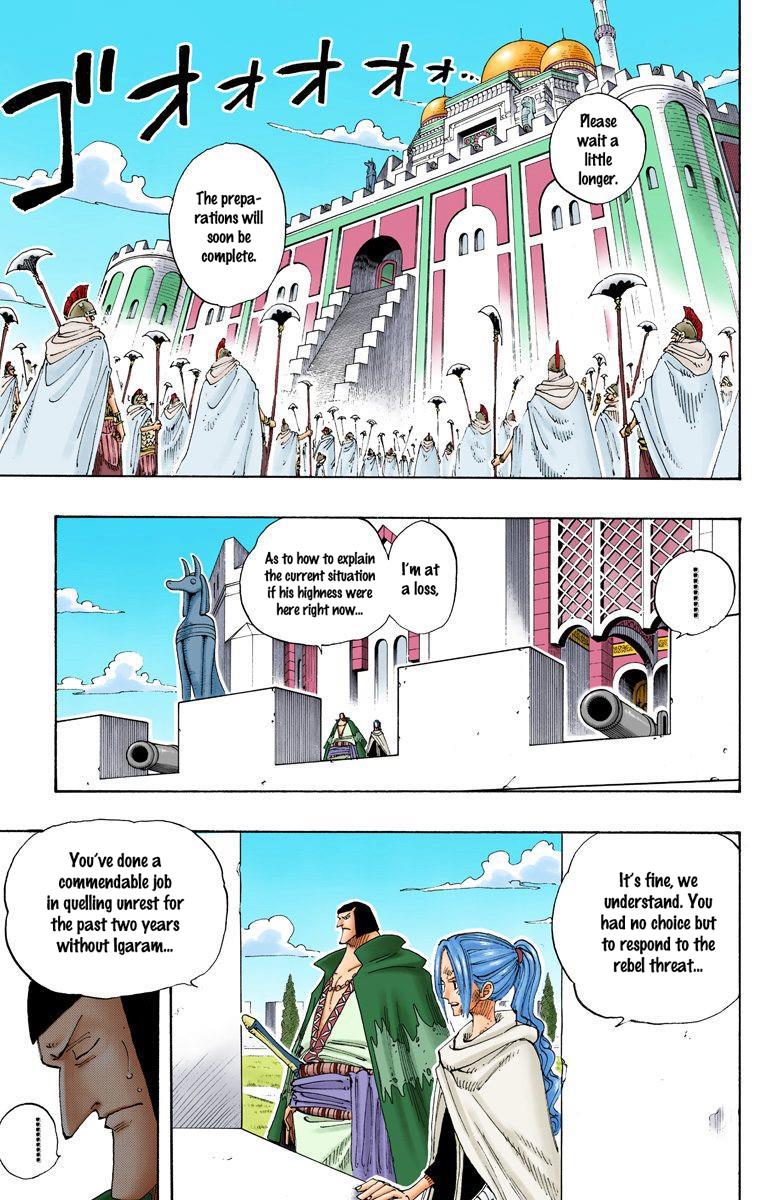 ゴオオオオォ...
Please
wait a
little
longer.
The prepa-
rations will
soon be
complete.
.........
I'm at
a loss,
As to how to explain
the current situation
if his highness were
here right now...
It's fine, we
understand. You
had no choice but
to respond to the
rebel threat...
You've done a
commendable job
in quelling unrest for
the past two years
without Igaram...
.........